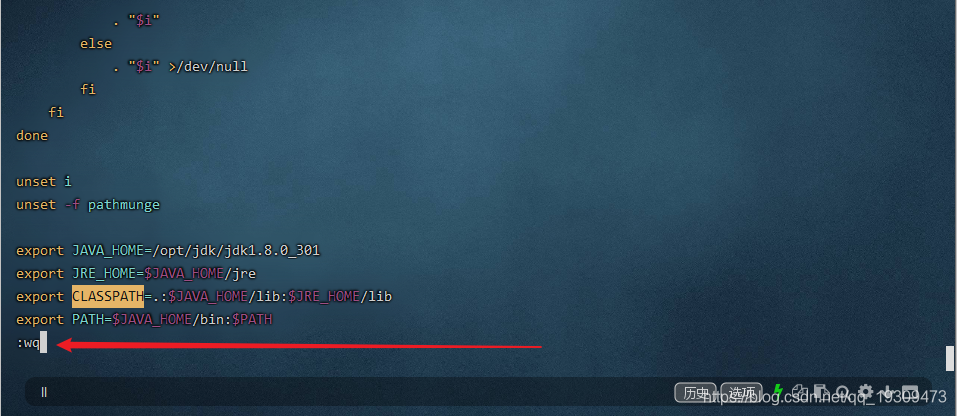 . "$i"
else
. "$i" >/dev/null
fi
fi
done
unset i
unset -f pathmunge
export JAVA_HOME=/opt/jdk/jdk1.8.0_301
export JRE_HOME=$JAVA_HOME/jre
export CLASSPATH=.:$JAVA_HOME/lib:$JRE_HOME/lib
export PATH=$JAVA_HOME/bin:$PATH
:wq
ll
历史 选项
https://blog.csdn.net/qq_19309473